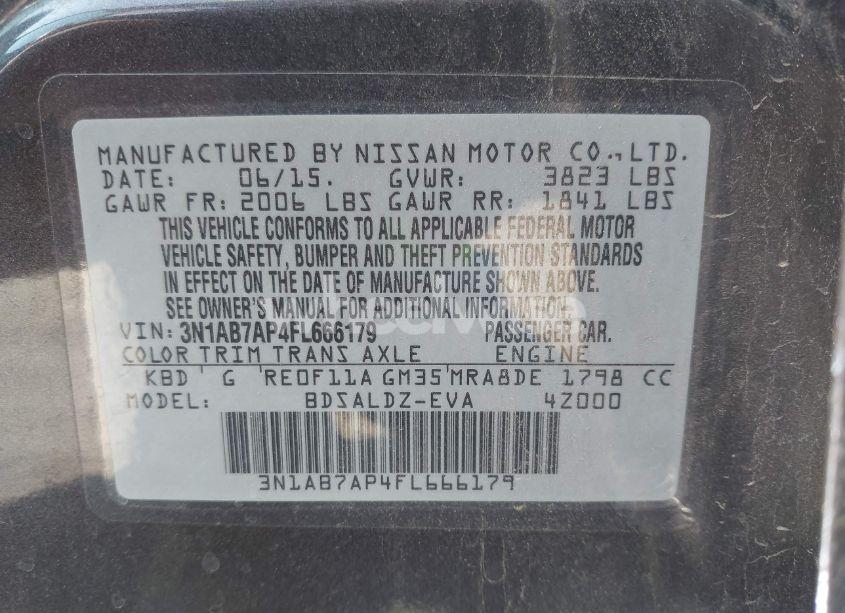 MANUFACTURED BY NISSAN MOTOR CO., LTD.
DATE: 06/15. GVWR: 3823 LBS
GAWR FR: 2006 LBS GAWR RR: 1841 LBS
THIS VEHICLE CONFORMS TO ALL APPLICABLE FEDERAL MOTOR
VEHICLE SAFETY, BUMPER AND THEFT PREVENTION STANDARDS
IN EFFECT ON THE DATE OF MANUFACTURE SHOWN ABOVE.
SEE OWNER'S MANUAL FOR ADDITIONAL INFORMATION.
VIN: 3N1AB7AP4FL666179 PASSENGER CAR.
COLOR TRIM TRANS AXLE ENGINE
KBD G RE0F11A GM35 MRA8DE 1798 CC
MODEL: BDSALDZ-EVA 4Z000
3N1AB7AP4FL666179